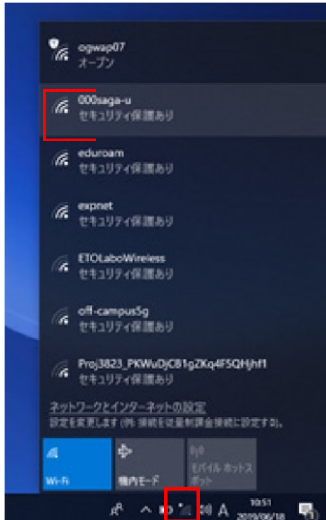 ogwap07
オープン
000saga-u
セキュリティ保護あり
eduroam
セキュリティ保護あり
expnet
セキュリティ保護あり
ETOLaboWireless
セキュリティ保護あり
off-campus5g
セキュリティ保護あり
Proj3823_PKWuDjCB1gZKq4FSQHjhf1
セキュリティ保護あり
ネットワークとインターネットの設定
設定を変更します (例: 接続を従量制課金接続に設定する)。
Wi-Fi
機内モード
モバイル ホットスポット
A
10:51
2019/06/18